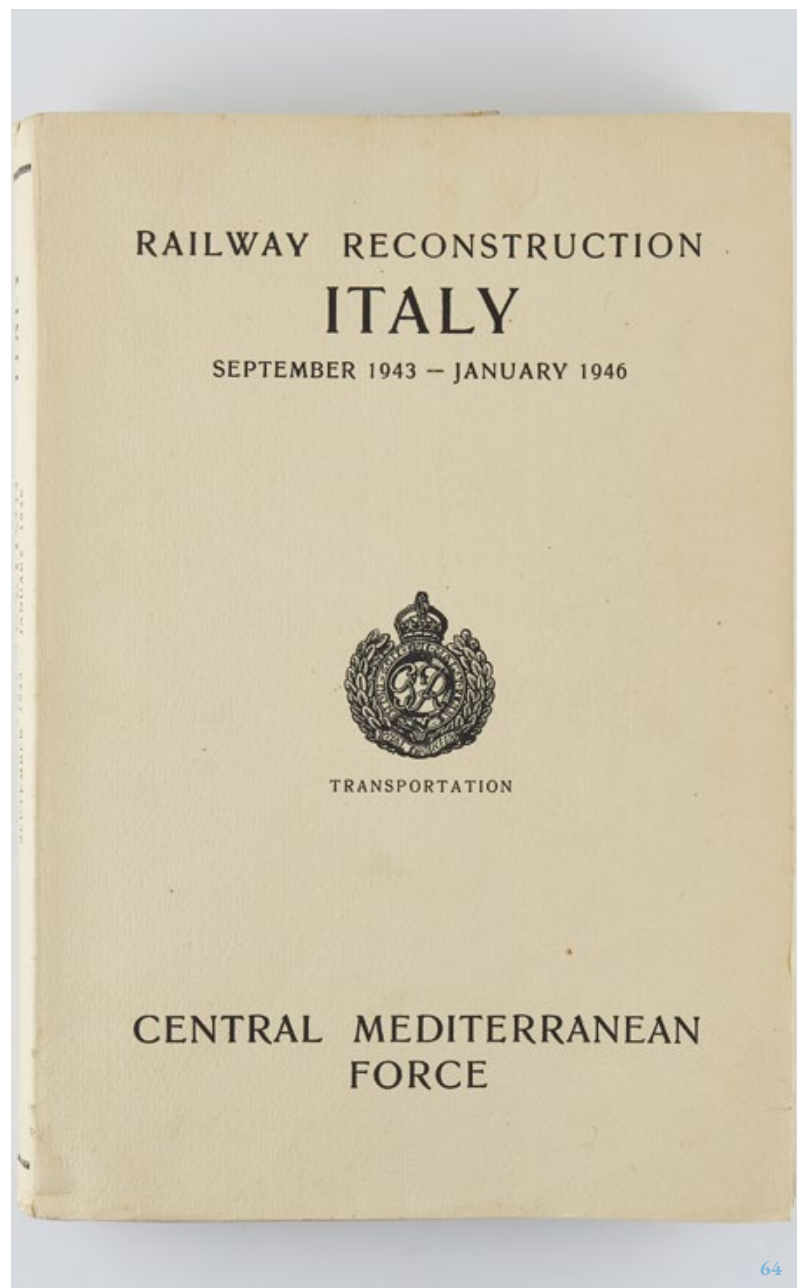 RAILWAY RECONSTRUCTION
ITALY
SEPTEMBER 1943 — JANUARY 1946
TRANSPORTATION
CENTRAL MEDITERRANEAN
FORCE
64